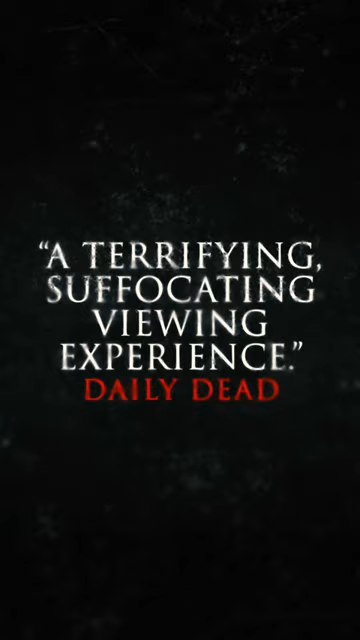 “A TERRIFYING,
SUFFOCATING
VIEWING
EXPERIENCE.”
DAILY DEAD